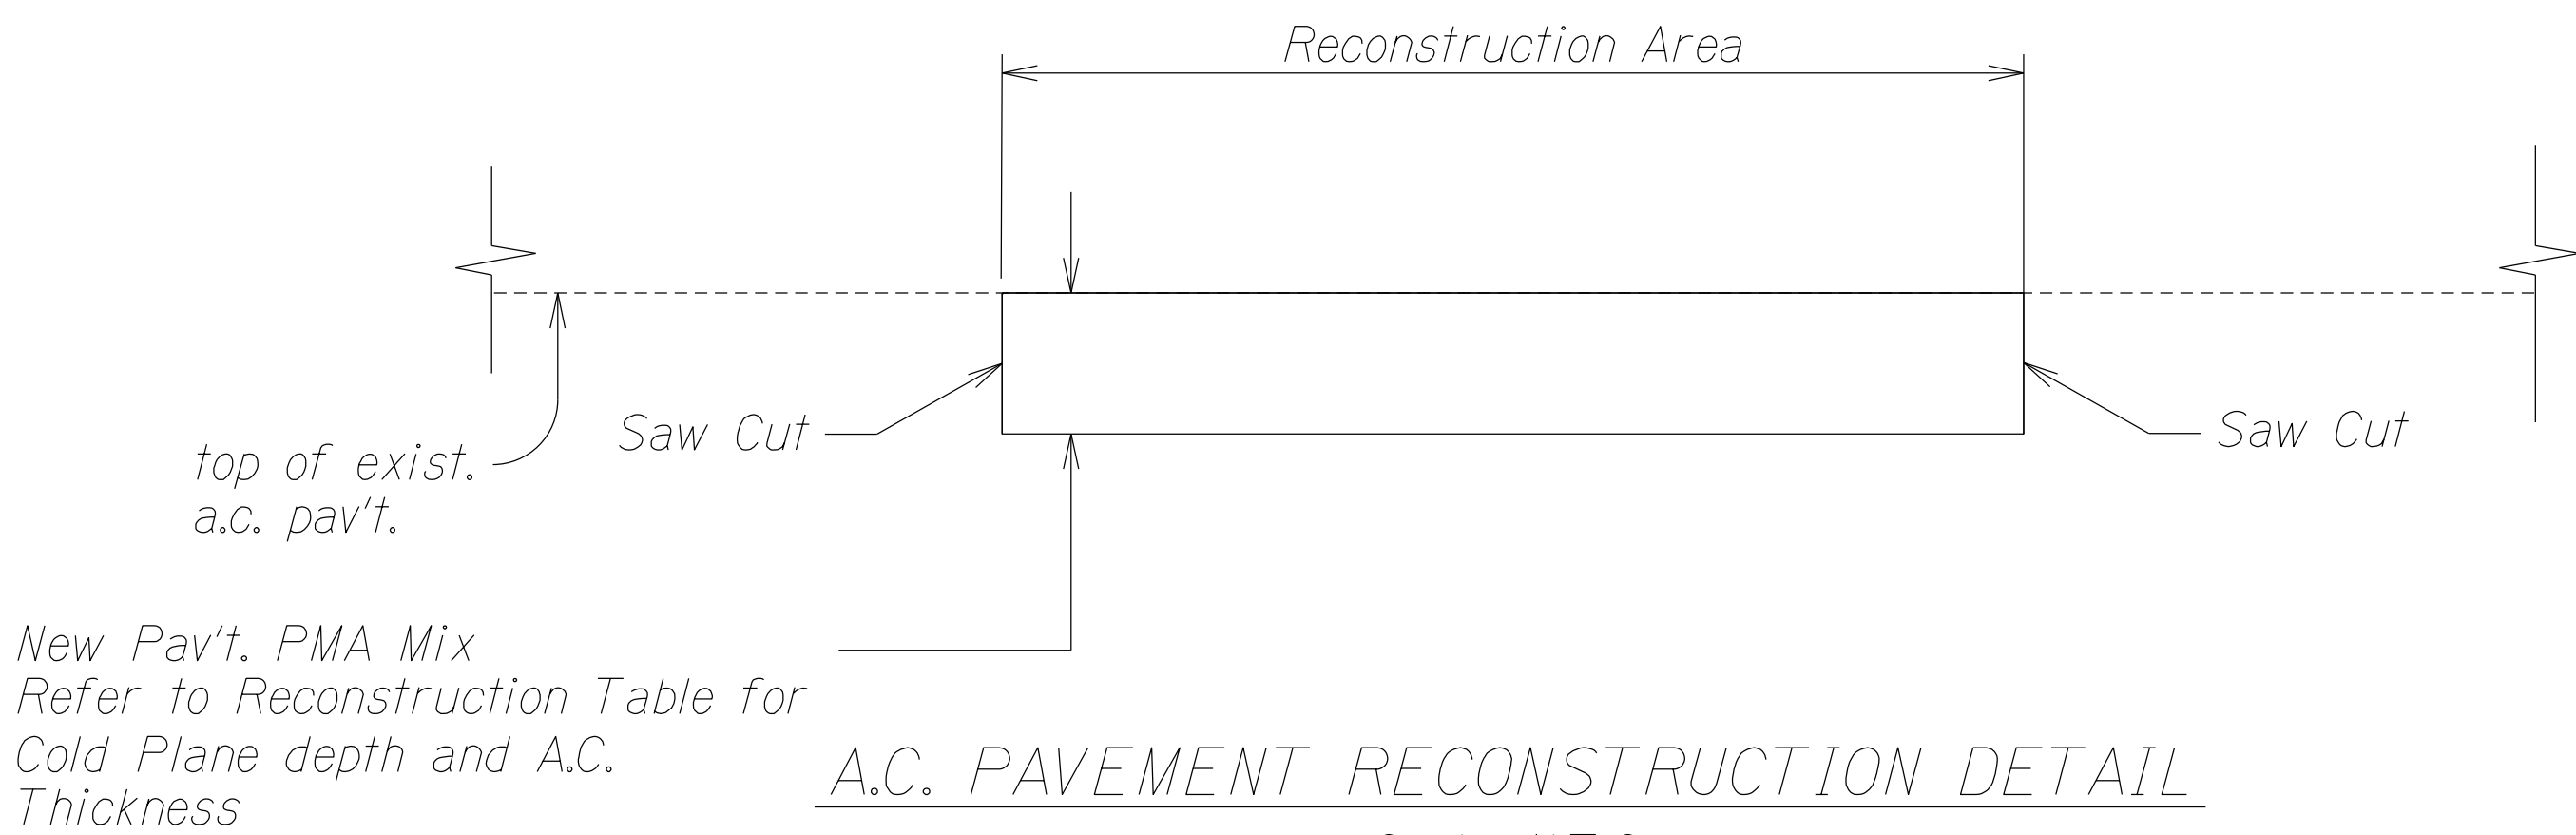 Reconstruction Area
Saw Cut
Saw Cut
top of exist.
a.c. pav't.
New Pav't. PMA Mix
Refer to Reconstruction Table for
Cold Plane depth and A.C.
Thickness
A.C. PAVEMENT RECONSTRUCTION DETAIL